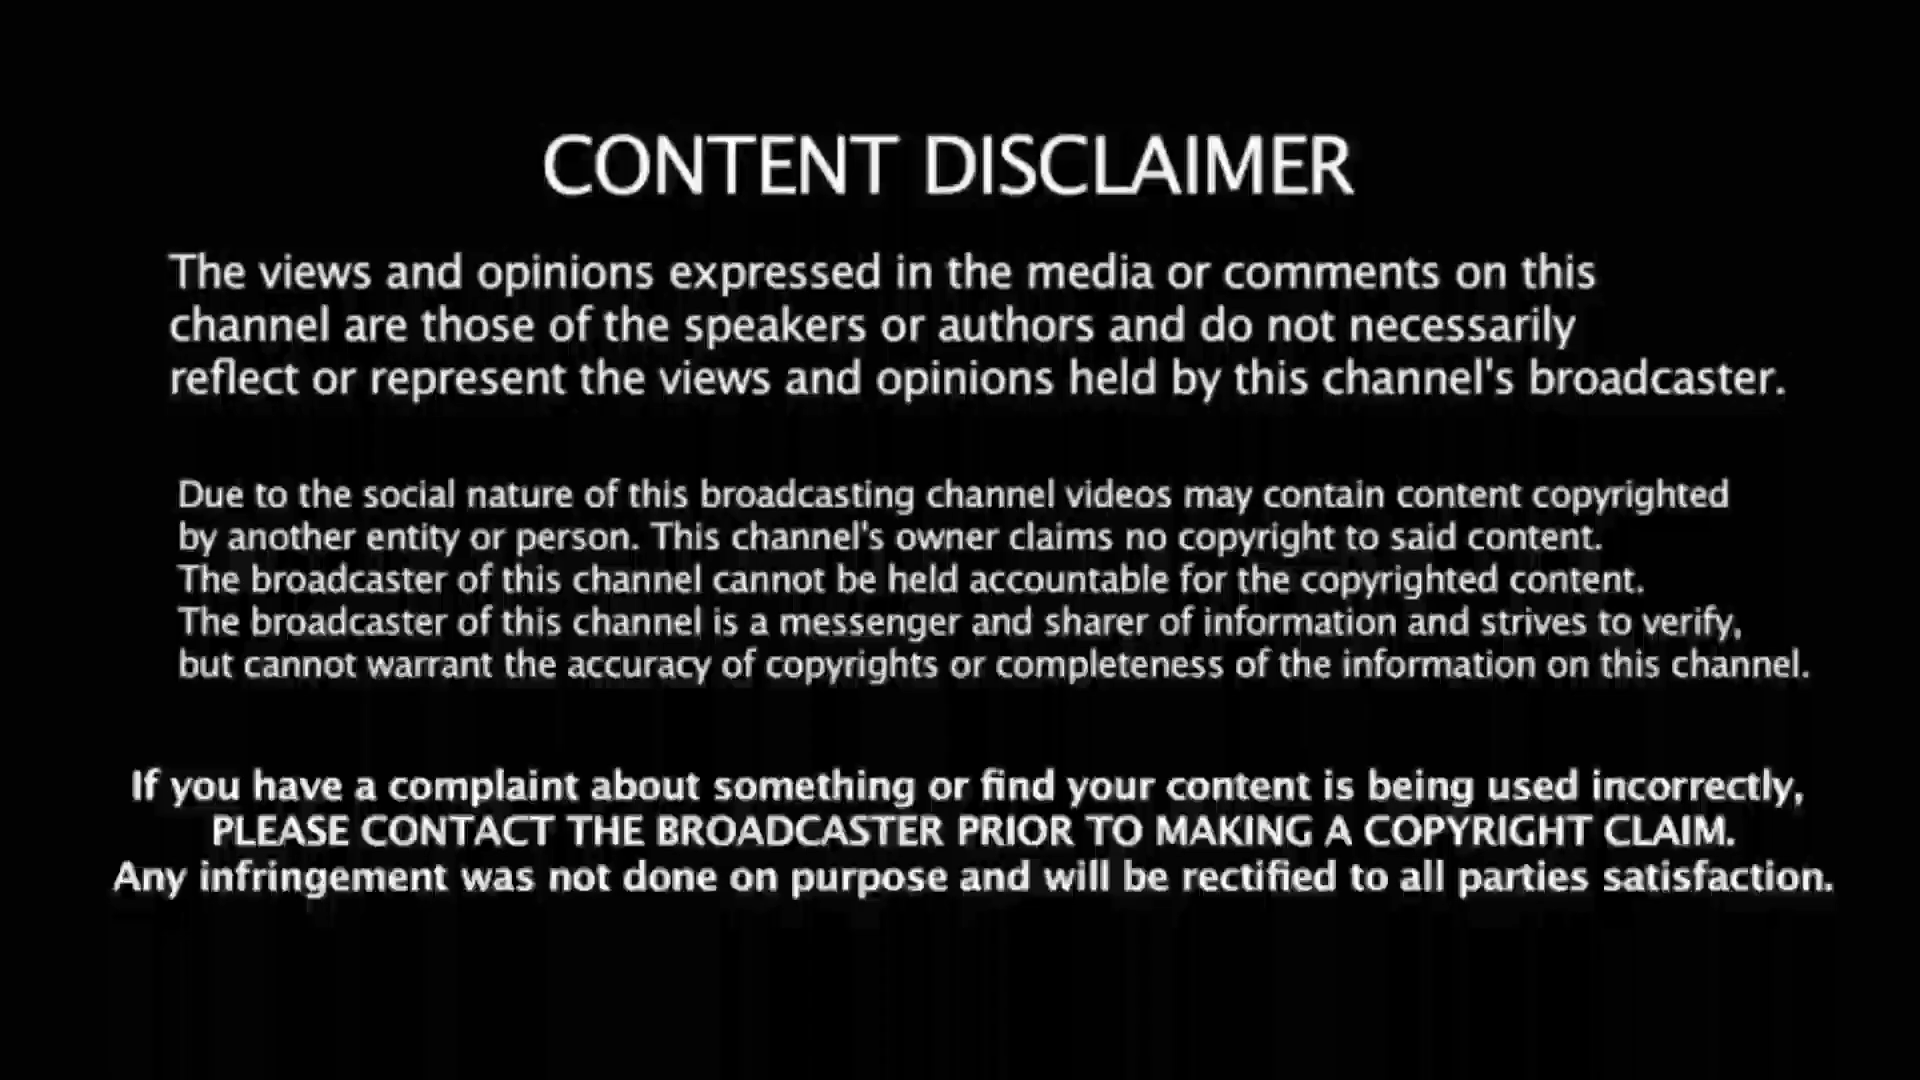 CONTENT DISCLAIMER
The views and opinions expressed in the media or comments on this
channel are those of the speakers or authors and do not necessarily
reflect or represent the views and opinions held by this channel's broadcaster.
Due to the social nature of this broadcasting channel videos may contain content copyrighted
by another entity or person. This channel's owner claims no copyright to said content.
The broadcaster of this channel cannot be held accountable for the copyrighted content.
The broadcaster of this channel is a messenger and sharer of information and strives to verify,
but cannot warrant the accuracy of copyrights or completeness of the information on this channel.
If you have a complaint about something or find your content is being used incorrectly,
PLEASE CONTACT THE BROADCASTER PRIOR TO MAKING A COPYRIGHT CLAIM.
Any infringement was not done on purpose and will be rectified to all parties satisfaction.